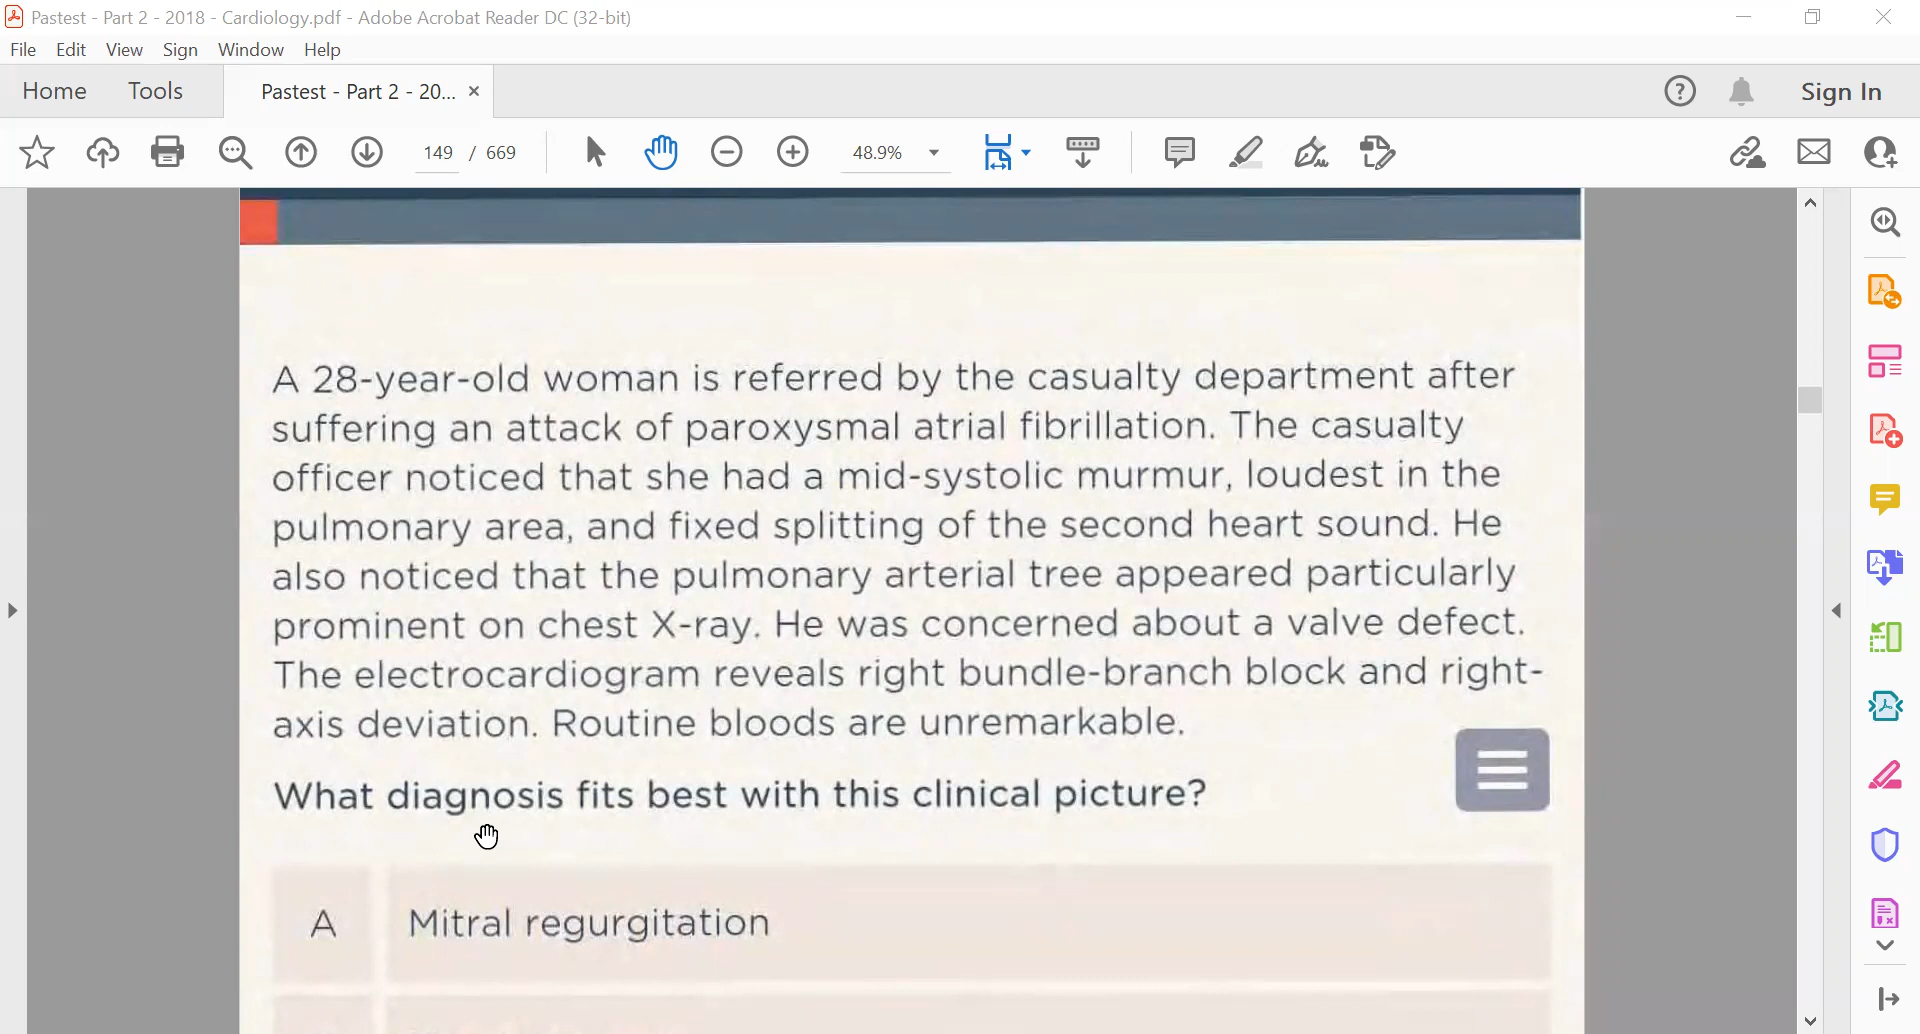 Pastest - Part 2 - 2018 - Cardiology.pdf - Adobe Acrobat Reader DC (32-bit)
File Edit View Sign Window Help
Home Tools Pastest - Part 2 - 20... × Sign In
149 / 669 48.9%
A 28-year-old woman is referred by the casualty department after
suffering an attack of paroxysmal atrial fibrillation. The casualty
officer noticed that she had a mid-systolic murmur, loudest in the
pulmonary area, and fixed splitting of the second heart sound. He
also noticed that the pulmonary arterial tree appeared particularly
prominent on chest X-ray. He was concerned about a valve defect.
The electrocardiogram reveals right bundle-branch block and right-
axis deviation. Routine bloods are unremarkable.
What diagnosis fits best with this clinical picture?
A Mitral regurgitation